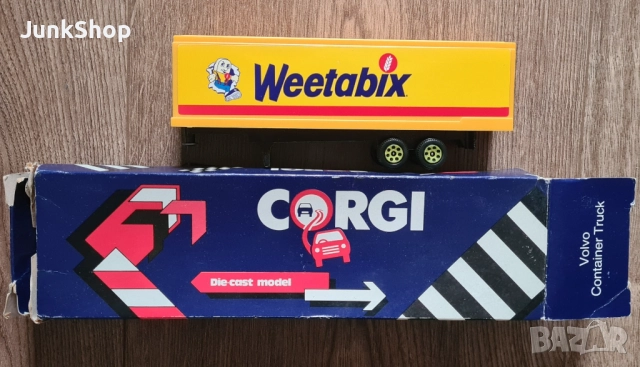 JunkShop
Weetabix
CORGI
Die-cast model
Volvo
Container Truck
BAZAR